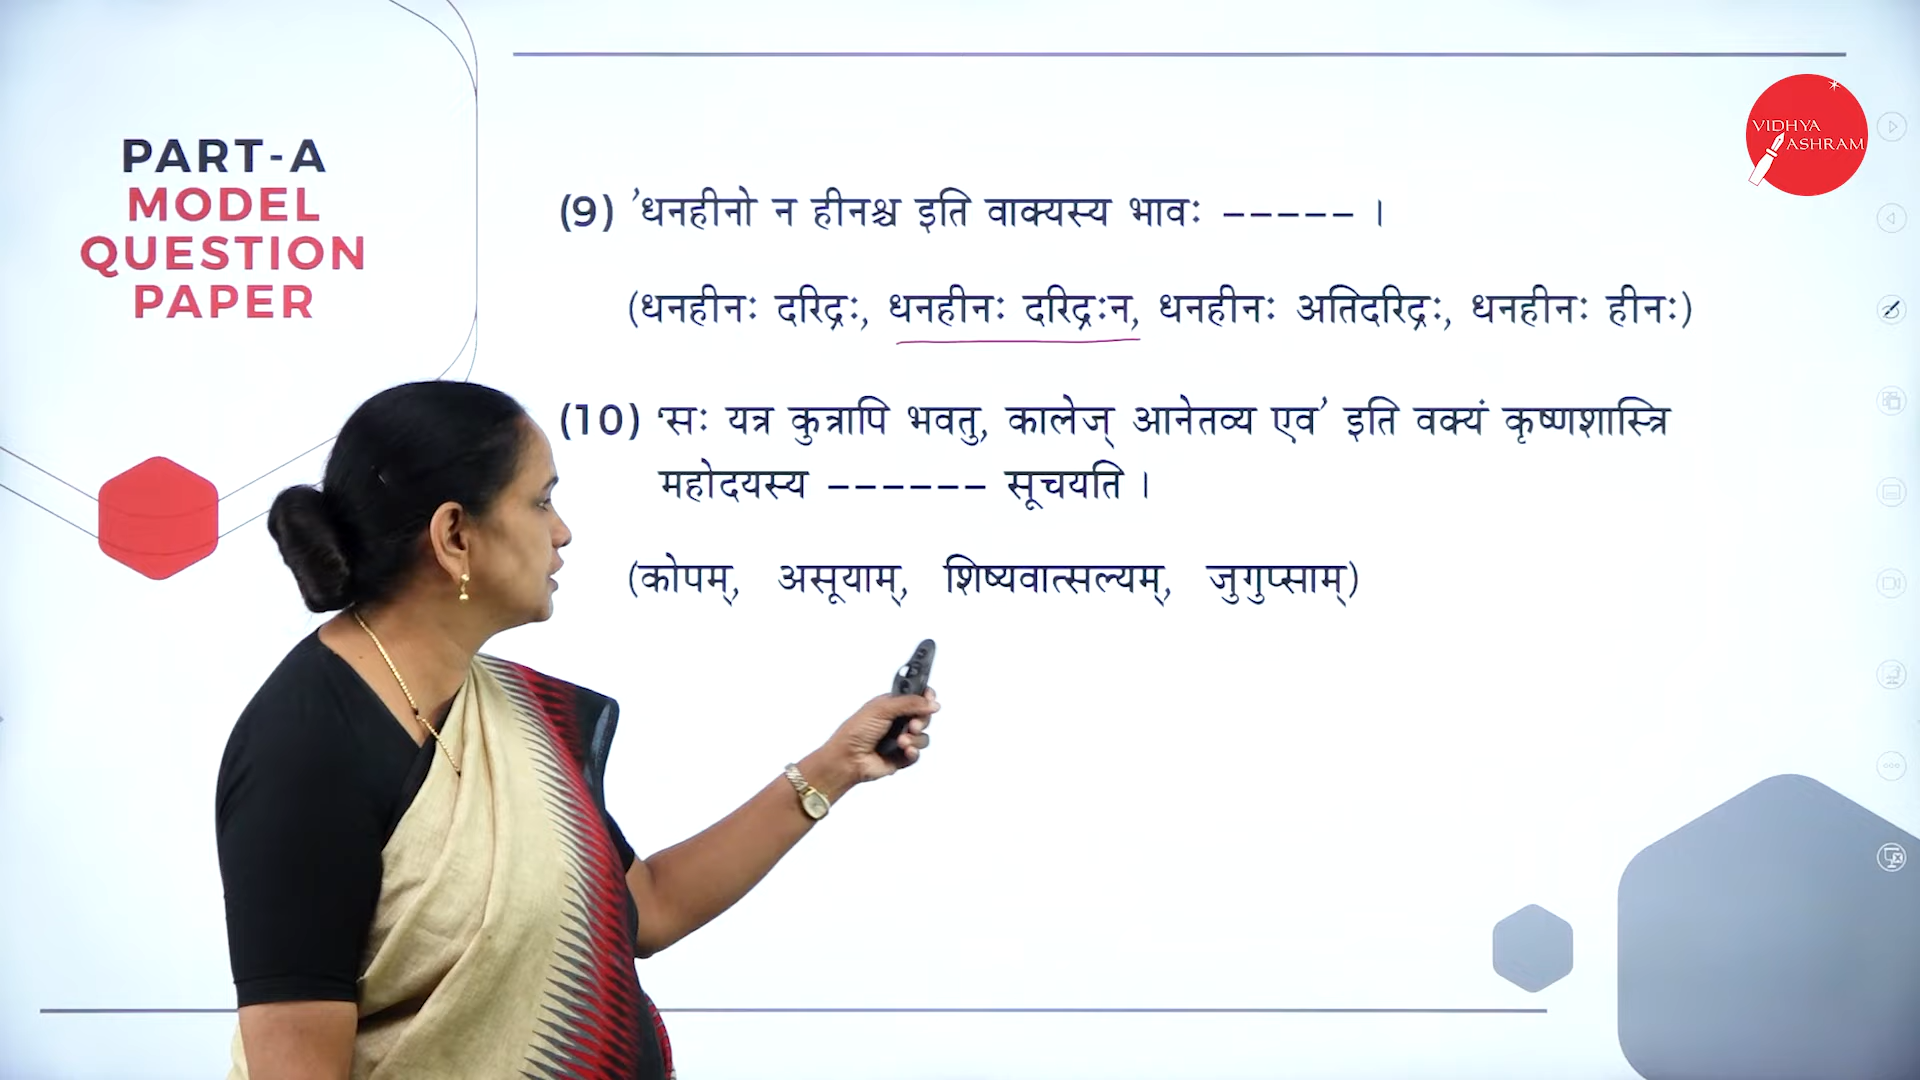 PART-A
MODEL
QUESTION
PAPER
VIDHYA
ASHRAM
(9) ’धनहीनो न हीनश्च इति वाक्यस्य भावः ----- ।
(धनहीनः दरिद्रः, धनहीनः दरिद्रःन, धनहीनः अतिदरिद्रः, धनहीनः हीनः)
(10) ‘सः यत्र कुत्रापि भवतु, कालेज् आनेतव्य एव’ इति वक्यं कृष्णशास्त्रि
महोदयस्य ------ सूचयति ।
(कोपम्, असूयाम्, शिष्यवात्सल्यम्, जुगुप्साम्)